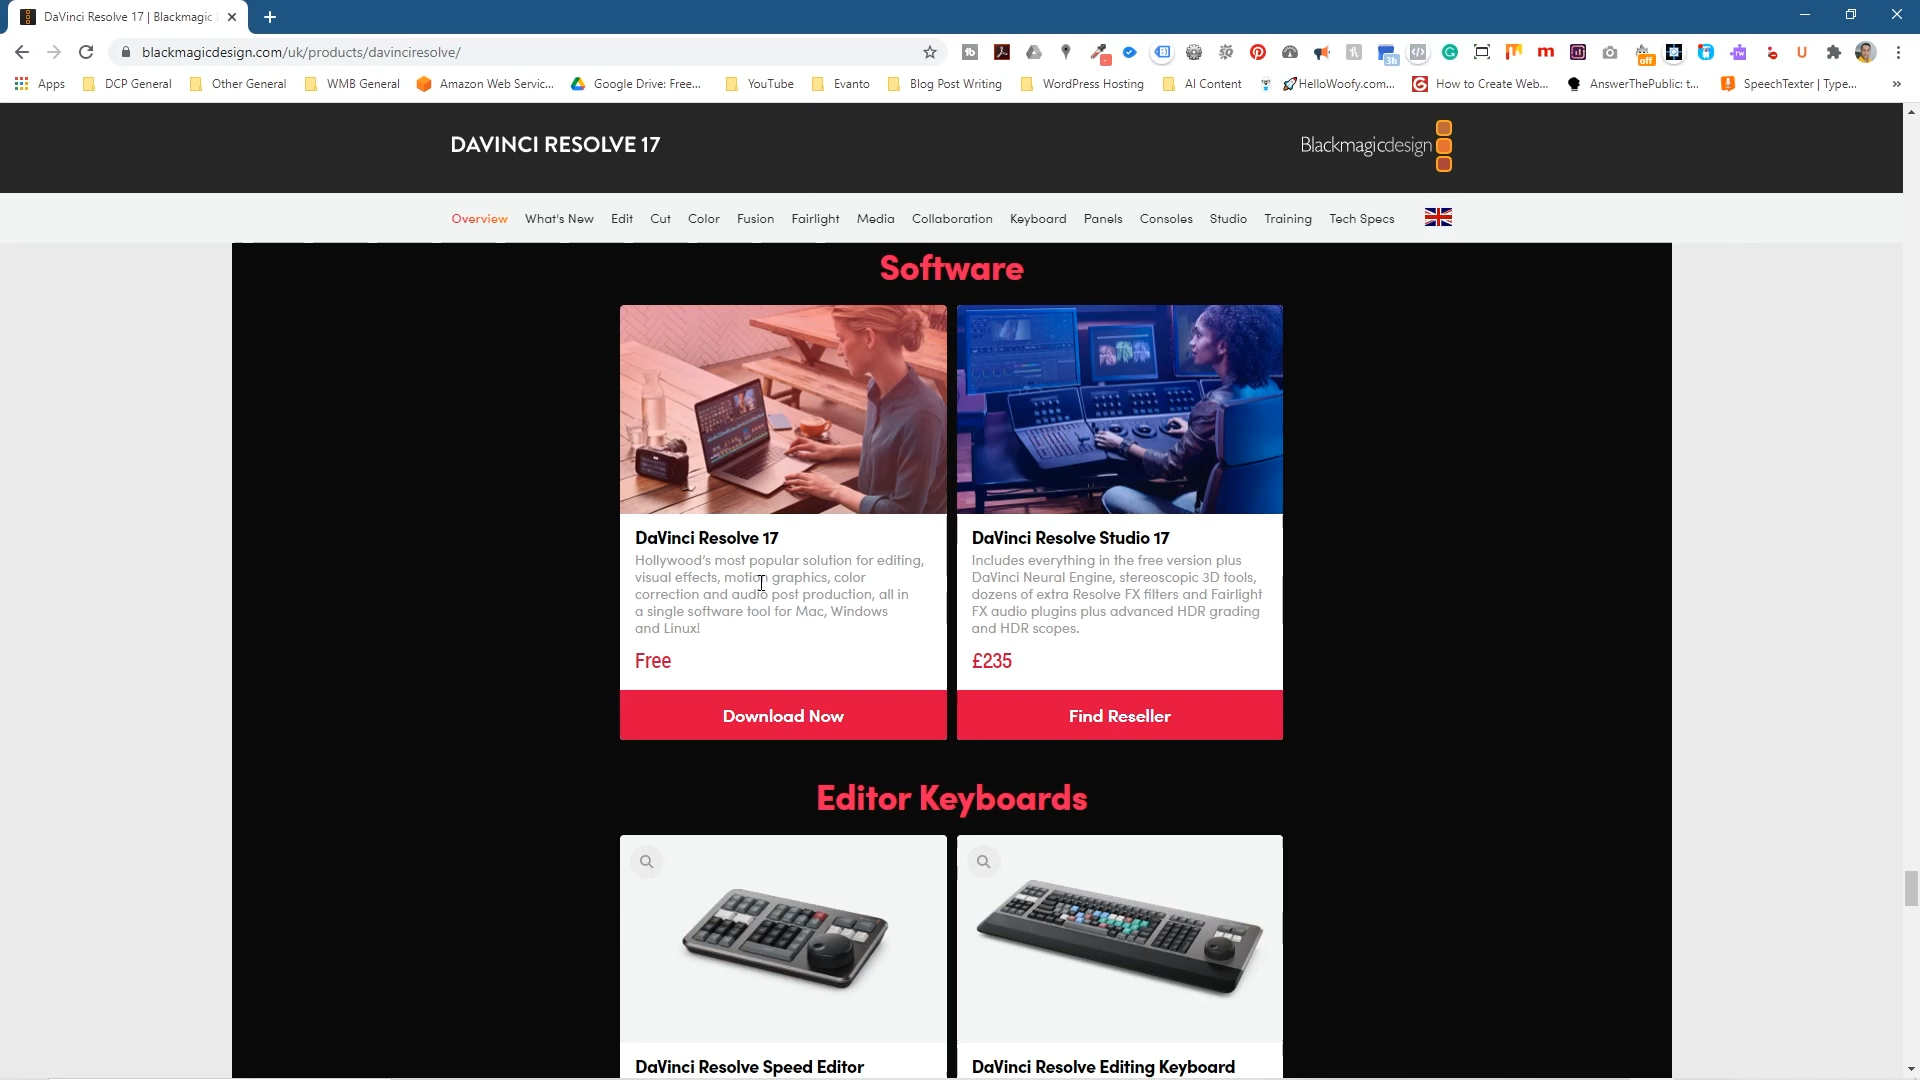 DaVinci Resolve 17 | Blackmagic
blackmagicdesign.com/uk/products/davinciresolve/
3h
off
Apps
DCP General
Other General
WMB General
Amazon Web Servic...
Google Drive: Free...
YouTube
Evanto
Blog Post Writing
WordPress Hosting
AI Content
HelloWoofy.com...
How to Create Web...
AnswerThePublic: t...
SpeechTexter | Type...
DAVINCI RESOLVE 17
Blackmagicdesign
Overview
What's New
Edit
Cut
Color
Fusion
Fairlight
Media
Collaboration
Keyboard
Panels
Consoles
Studio
Training
Tech Specs
Software
DaVinci Resolve 17
Hollywood's most popular solution for editing,
visual effects, motion graphics, color
correction and audio post production, all in
a single software tool for Mac, Windows
and Linux!
Free
Download Now
DaVinci Resolve Studio 17
Includes everything in the free version plus
DaVinci Neural Engine, stereoscopic 3D tools,
dozens of extra Resolve FX filters and Fairlight
FX audio plugins plus advanced HDR grading
and HDR scopes.
£235
Find Reseller
Editor Keyboards
DaVinci Resolve Speed Editor
DaVinci Resolve Editing Keyboard